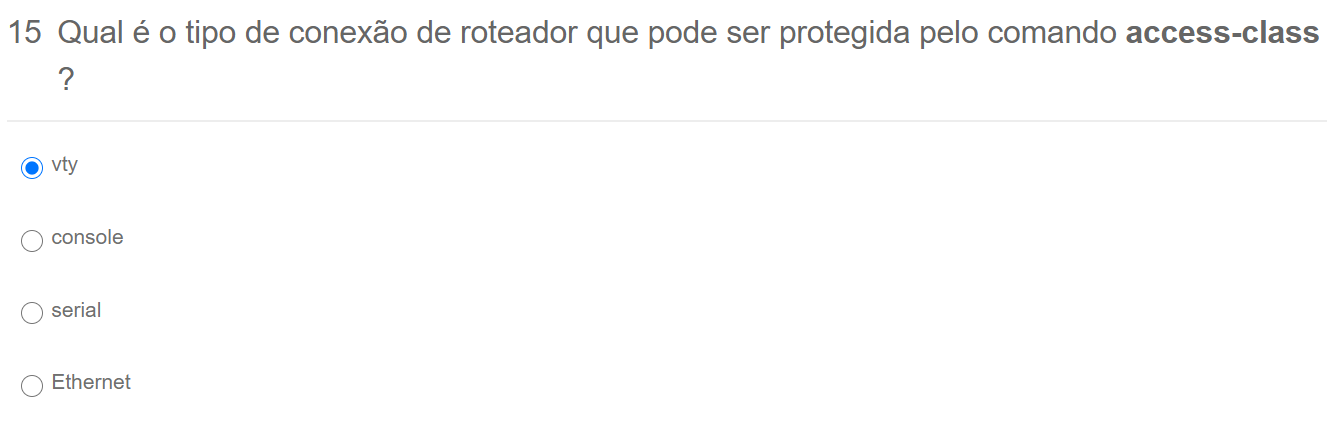 15 Qual é o tipo de conexão de roteador que pode ser protegida pelo comando access-class
?
vty
console
serial
Ethernet